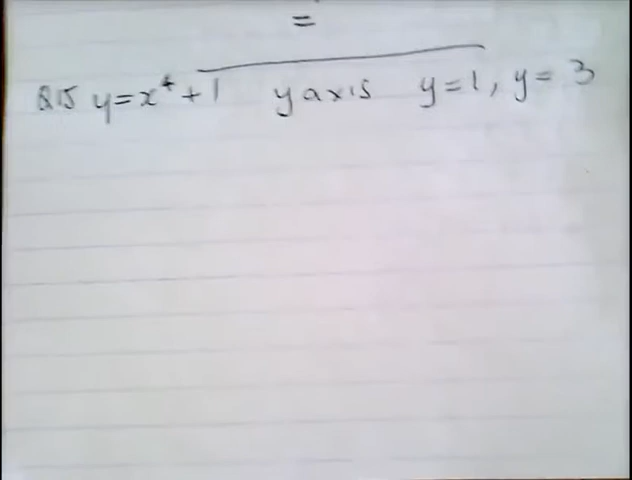 =
Q15 y=x⁴+1 y axis y=1, y=3